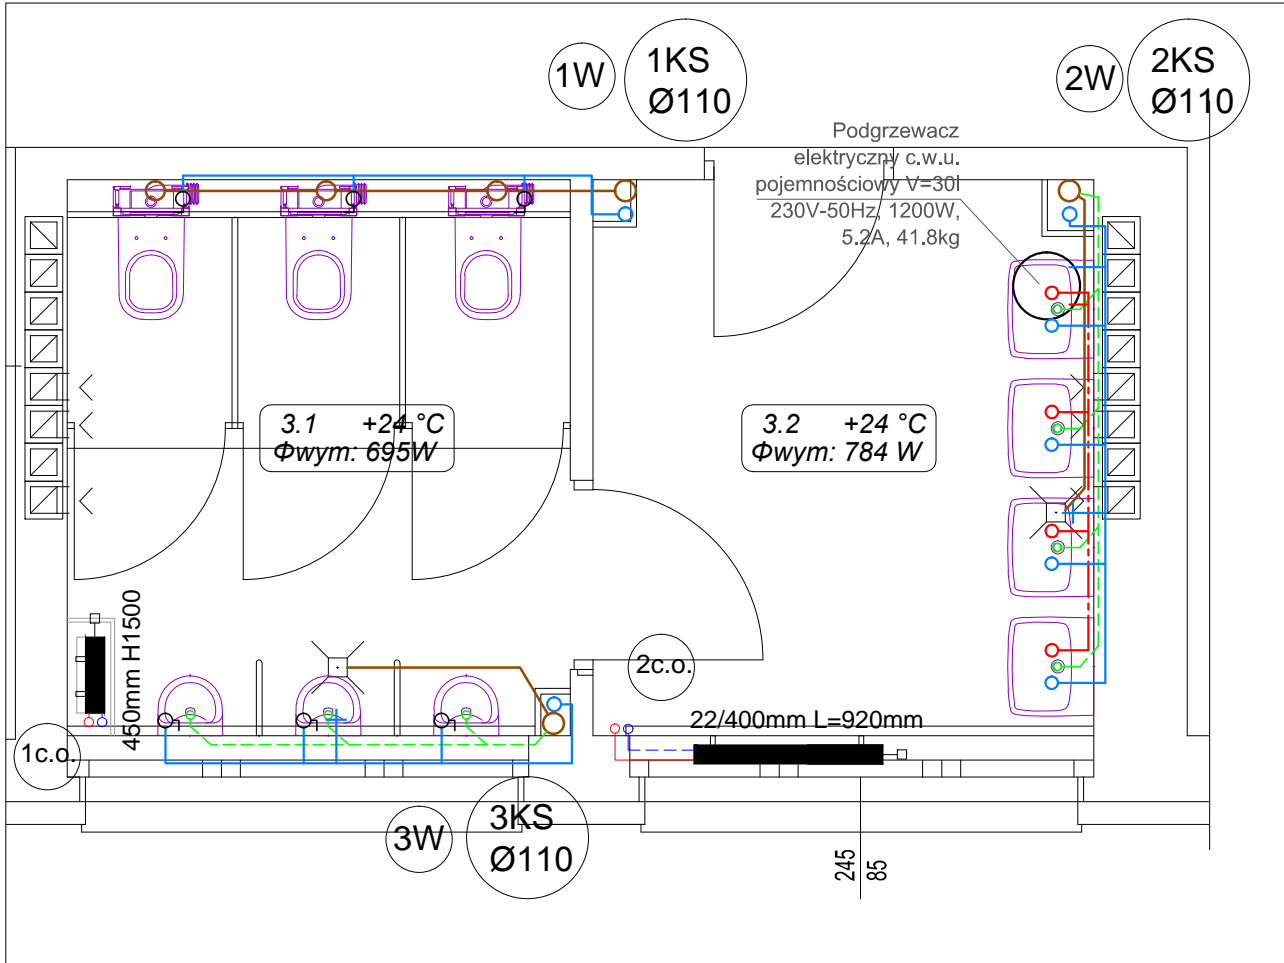 1W
1KS
Ø110
2W
2KS
Ø110
Podgrzewacz
elektryczny c.w.u.
pojemnościowy V=30l
230V-50Hz, 1200W,
5.2A, 41.8kg
3.1 +24 °C
Φwym: 695W
3.2 +24 °C
Φwym: 784 W
450mm H1500
2c.o.
22/400mm L=920mm
1c.o.
3W
3KS
Ø110
245
85